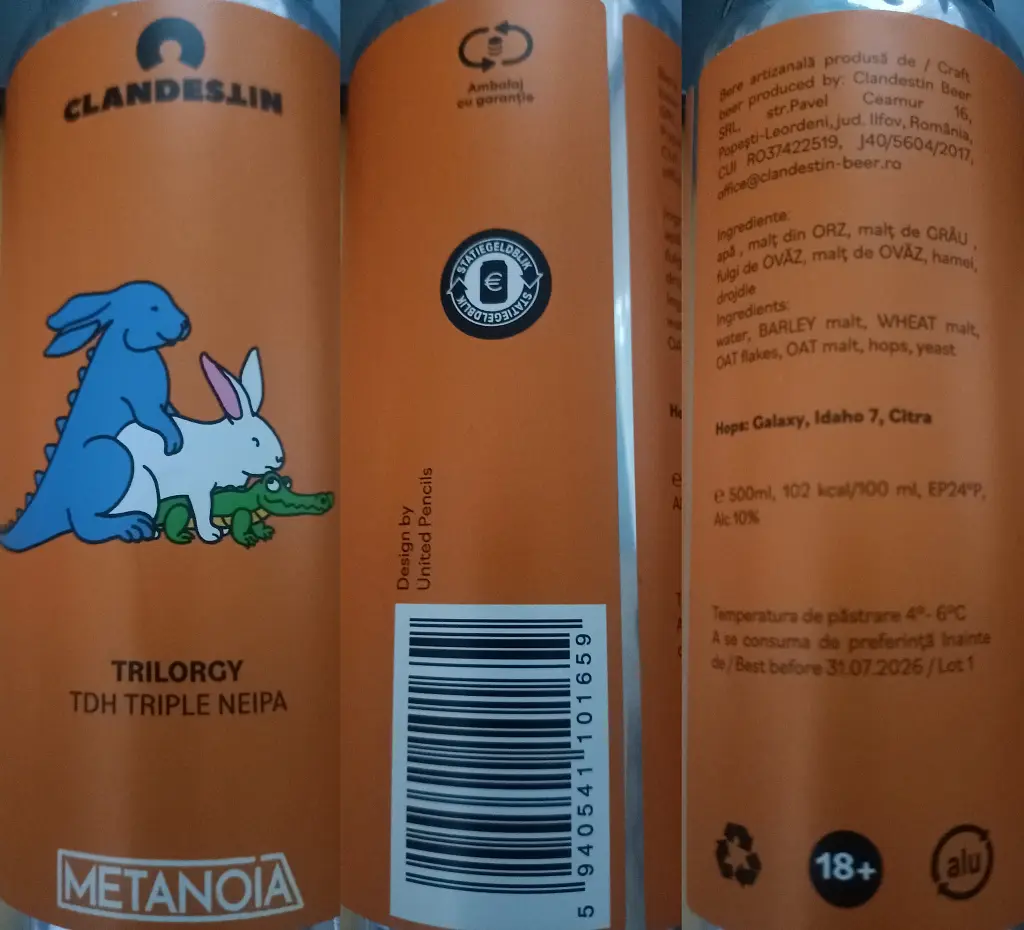 CLANDESTIN
TRILORGY
TDH TRIPLE NEIPA
METANOIA
Ambalaj
cu garanție
STATIEGELDBLIK
€
STATIEGELDBLIK
Design by
United Pencils
5 940541 101659
Bere artizanală produsă de / Craft
beer produced by: Clandestin Beer
SRL, str.Pavel Ceamur 16,
Popești-Leordeni, jud. Ilfov, România,
CUI RO37422519, J40/5604/2017,
office@clandestin-beer.ro
Ingrediente:
apă, malț din ORZ, malț de GRÂU,
fulgi de OVĂZ, malț de OVĂZ, hamei,
drojdie
Ingredients:
water, BARLEY malt, WHEAT malt,
OAT flakes, OAT malt, hops, yeast
Hops: Galaxy, Idaho 7, Citra
℮ 500ml, 102 kcal/100 ml, EP24°P,
Alc 10%
Temperatura de păstrare 4°- 6°C
A se consuma de preferință înainte
de / Best before 31.07.2026 / Lot 1
18+
alu